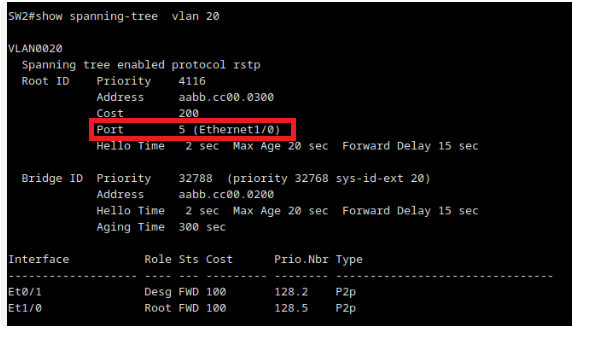 SW2#show spanning-tree  vlan 20
VLAN0020
  Spanning tree enabled protocol rstp
  Root ID    Priority    4116
             Address     aabb.cc00.0300
             Cost        200
             Port        5 (Ethernet1/0)
             Hello Time   2 sec  Max Age 20 sec  Forward Delay 15 sec
  Bridge ID  Priority    32788  (priority 32768 sys-id-ext 20)
             Address     aabb.cc00.0200
             Hello Time   2 sec  Max Age 20 sec  Forward Delay 15 sec
             Aging Time  300 sec
Interface           Role Sts Cost      Prio.Nbr Type
------------------- ---- --- --------- -------- --------------------------------
Et0/1               Desg FWD 100       128.2    P2p
Et1/0               Root FWD 100       128.5    P2p